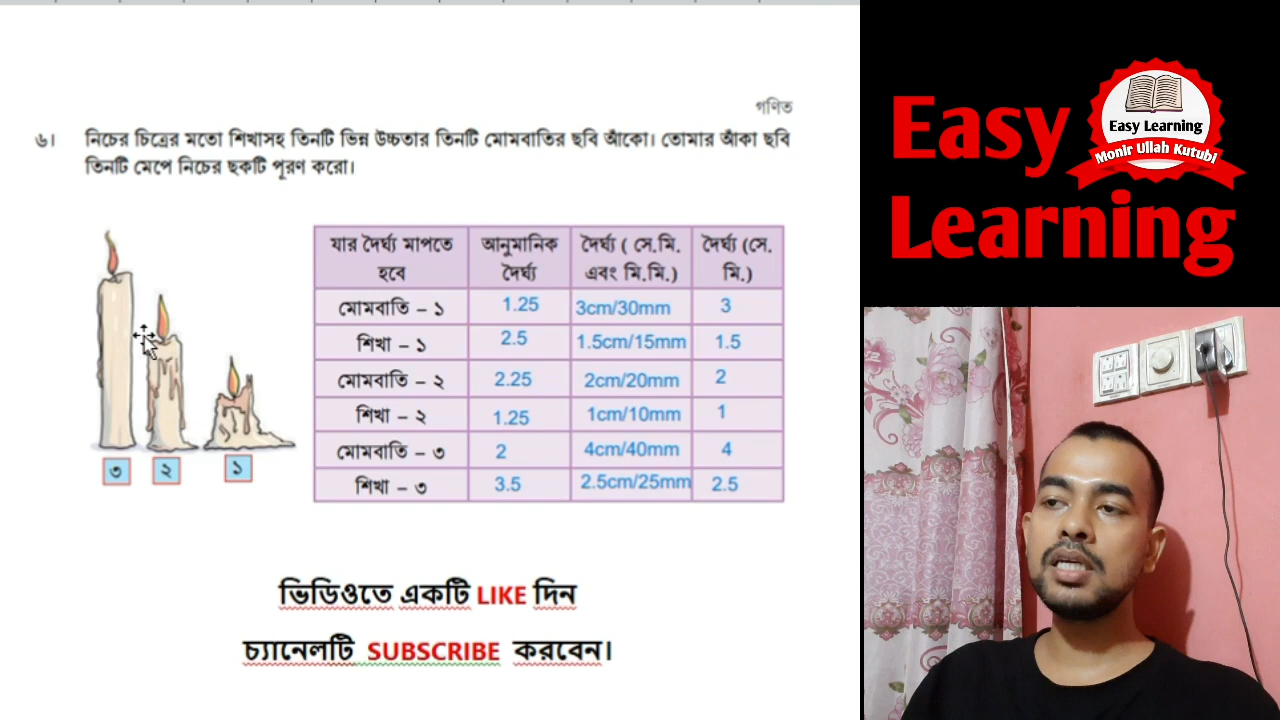 গণিত
৬। নিচের চিত্রের মতো শিখাসহ তিনটি ভিন্ন উচ্চতার তিনটি মোমবাতির ছবি আঁকো। তোমার আঁকা ছবি
তিনটি মেপে নিচের ছকটি পূরণ করো।
যার দৈর্ঘ্য মাপতে হবে আনুমানিক দৈর্ঘ্য দৈর্ঘ্য ( সে.মি. এবং মি.মি.) দৈর্ঘ্য (সে. মি.)
মোমবাতি – ১ 1.25 3cm/30mm 3
শিখা – ১ 2.5 1.5cm/15mm 1.5
মোমবাতি – ২ 2.25 2cm/20mm 2
শিখা – ২ 1.25 1cm/10mm 1
মোমবাতি – ৩ 2 4cm/40mm 4
শিখা – ৩ 3.5 2.5cm/25mm 2.5
৩ ২ ১
ভিডিওতে একটি LIKE দিন
চ্যানেলটি SUBSCRIBE করবেন।
Easy
Learning
Easy Learning
Monir Ullah Kutubi